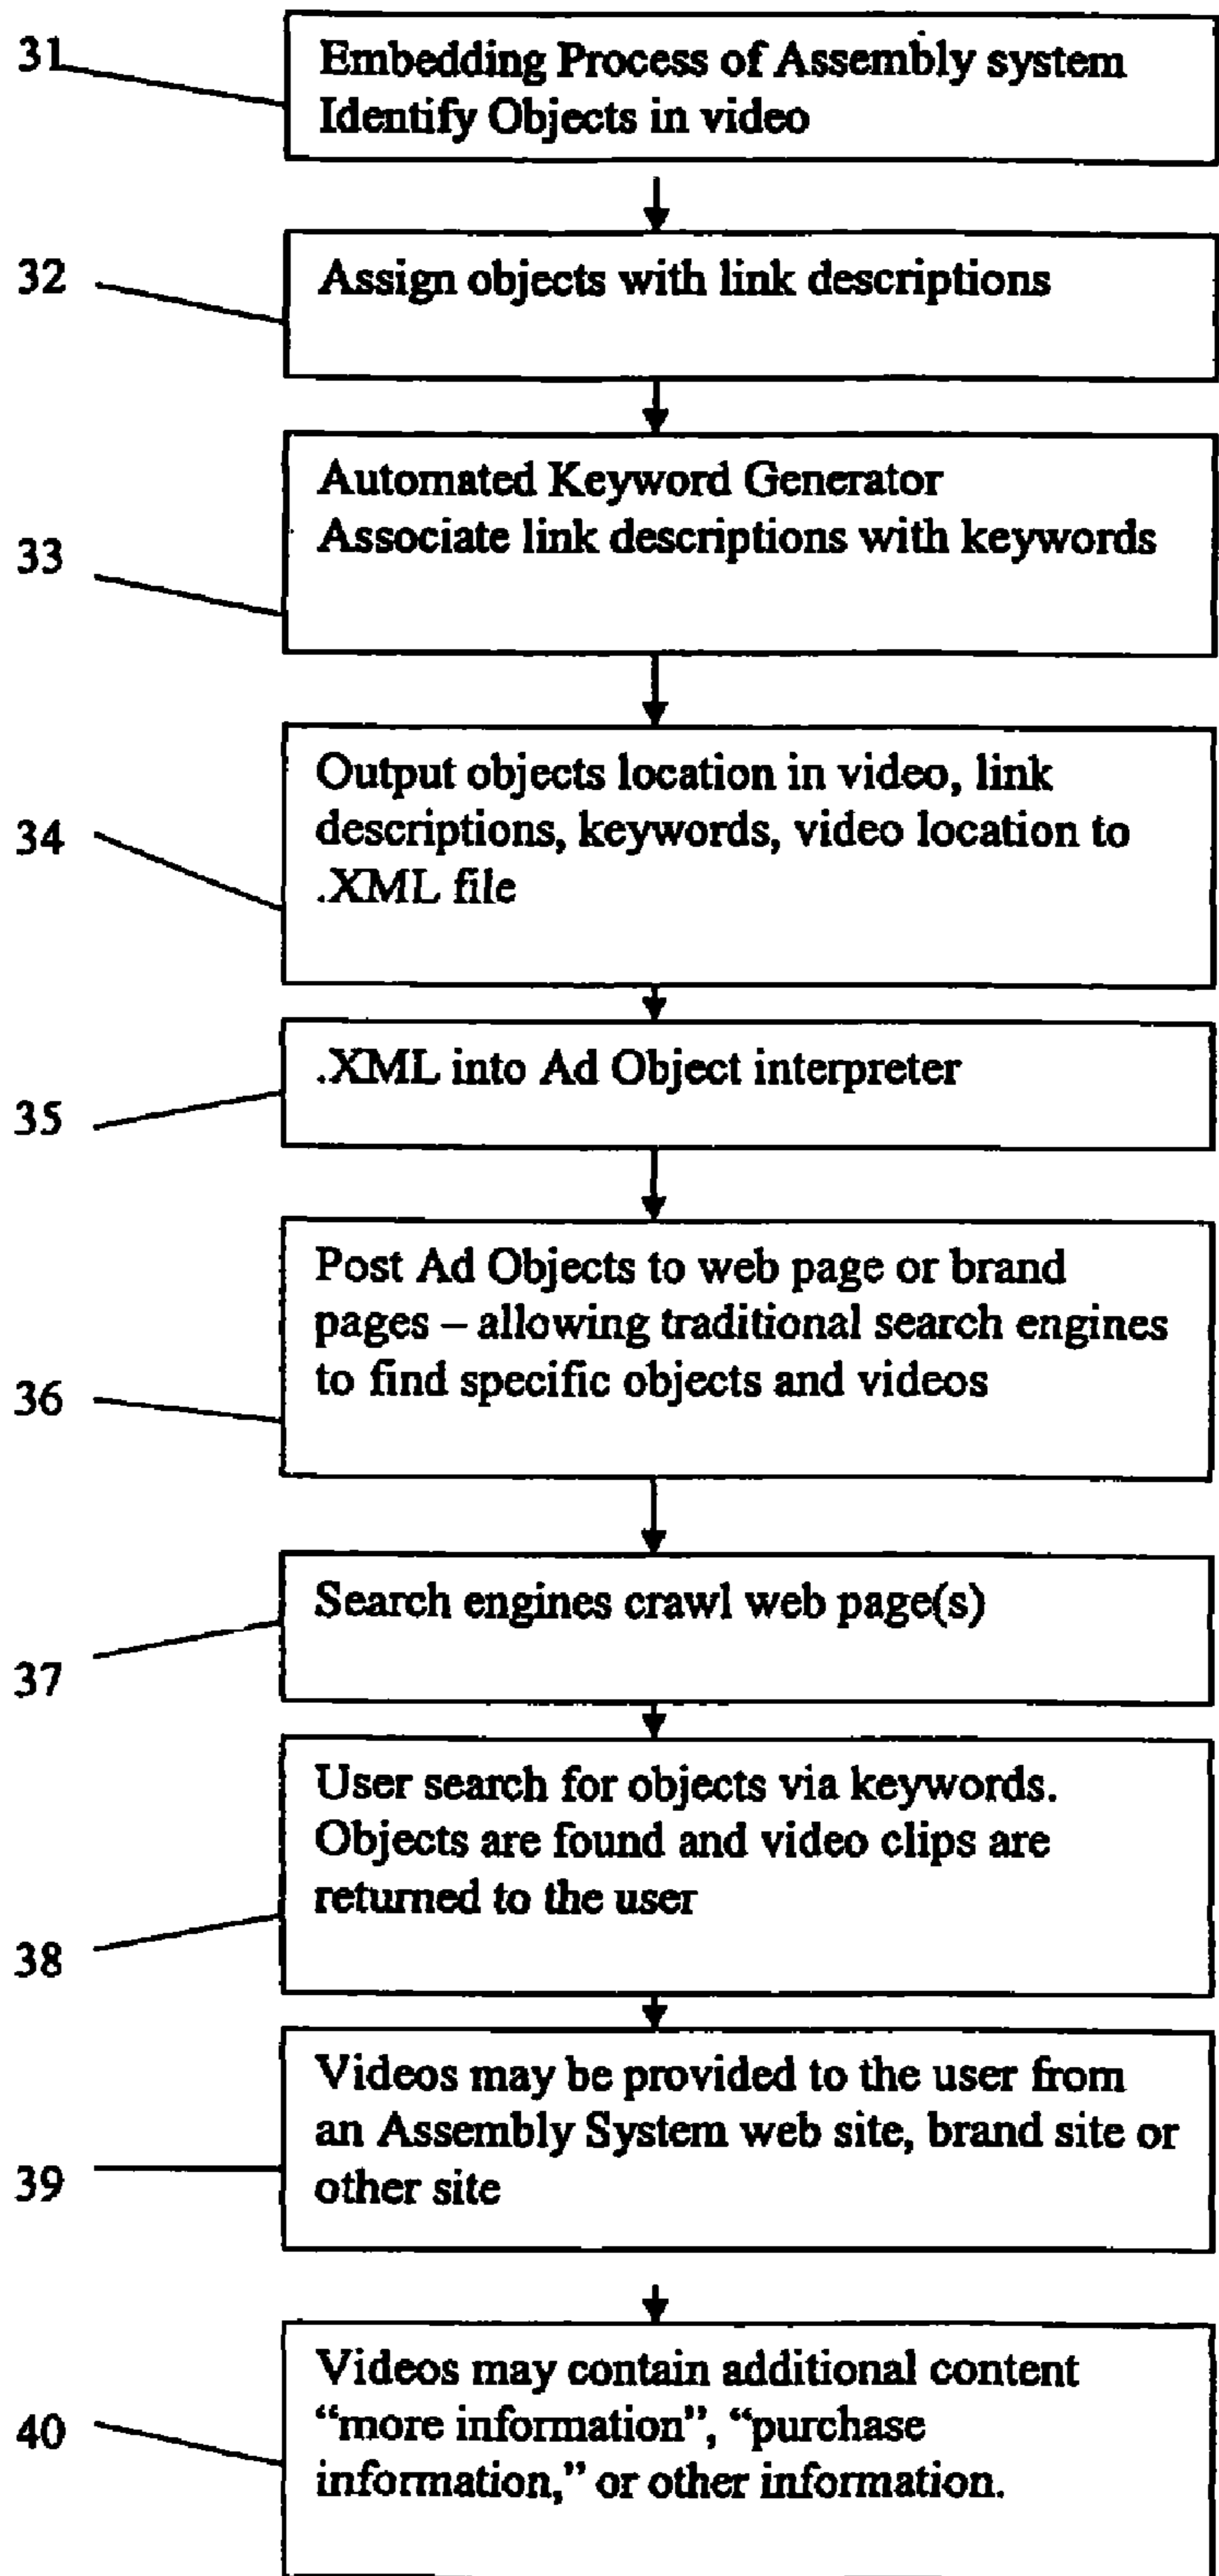 31
Embedding Process of Assembly system
Identify Objects in video
32
Assign objects with link descriptions
33
Automated Keyword Generator
Associate link descriptions with keywords
34
Output objects location in video, link
descriptions, keywords, video location to
.XML file
35
.XML into Ad Object interpreter
36
Post Ad Objects to web page or brand
pages – allowing traditional search engines
to find specific objects and videos
37
Search engines crawl web page(s)
38
User search for objects via keywords.
Objects are found and video clips are
returned to the user
39
Videos may be provided to the user from
an Assembly System web site, brand site or
other site
40
Videos may contain additional content
“more information”, “purchase
information,” or other information.